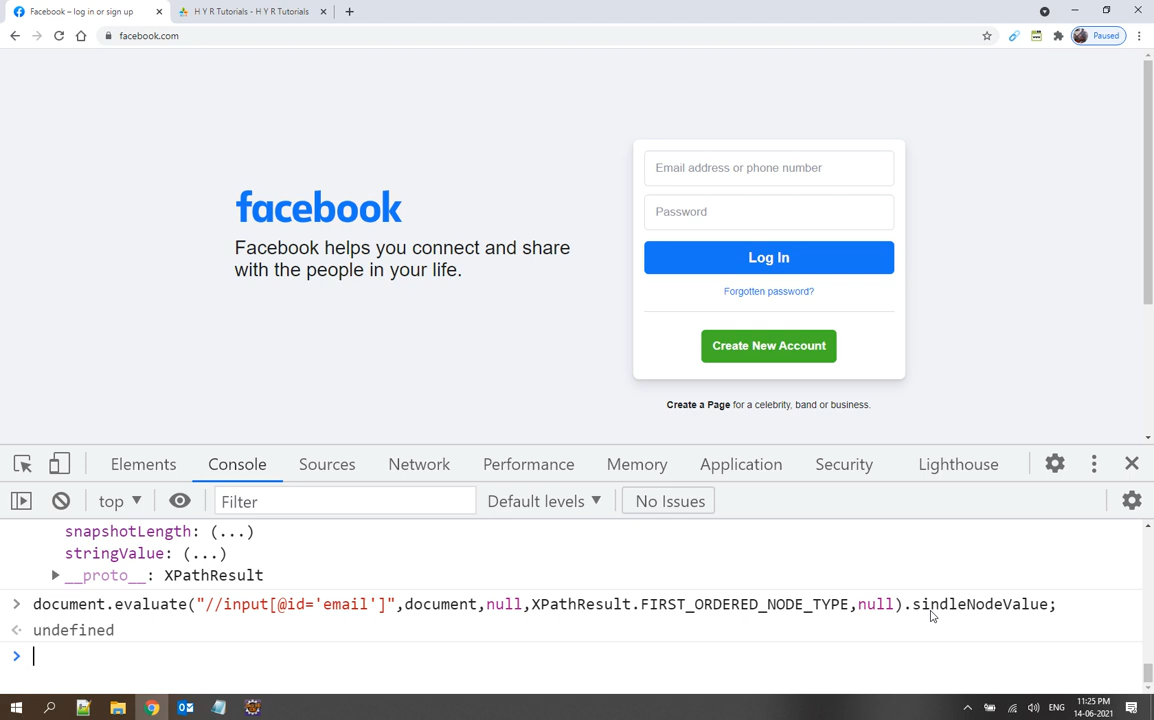 Facebook – log in or sign up
H Y R Tutorials - H Y R Tutorials
facebook.com
Paused
facebook
Facebook helps you connect and share
with the people in your life.
Email address or phone number
Password
Log In
Forgotten password?
Create New Account
Create a Page for a celebrity, band or business.
Elements Console Sources Network Performance Memory Application Security Lighthouse
top Filter Default levels No Issues
snapshotLength: (...)
stringValue: (...)
__proto__: XPathResult
> document.evaluate("//input[@id='email']",document,null,XPathResult.FIRST_ORDERED_NODE_TYPE,null).sindleNodeValue;
undefined
>
ENG
11:25 PM
14-06-2021